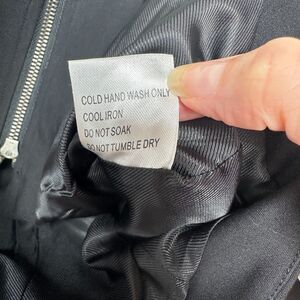 COLD HAND WASH ONLY
COOL IRON
DO NOT SOAK
DO NOT TUMBLE DRY